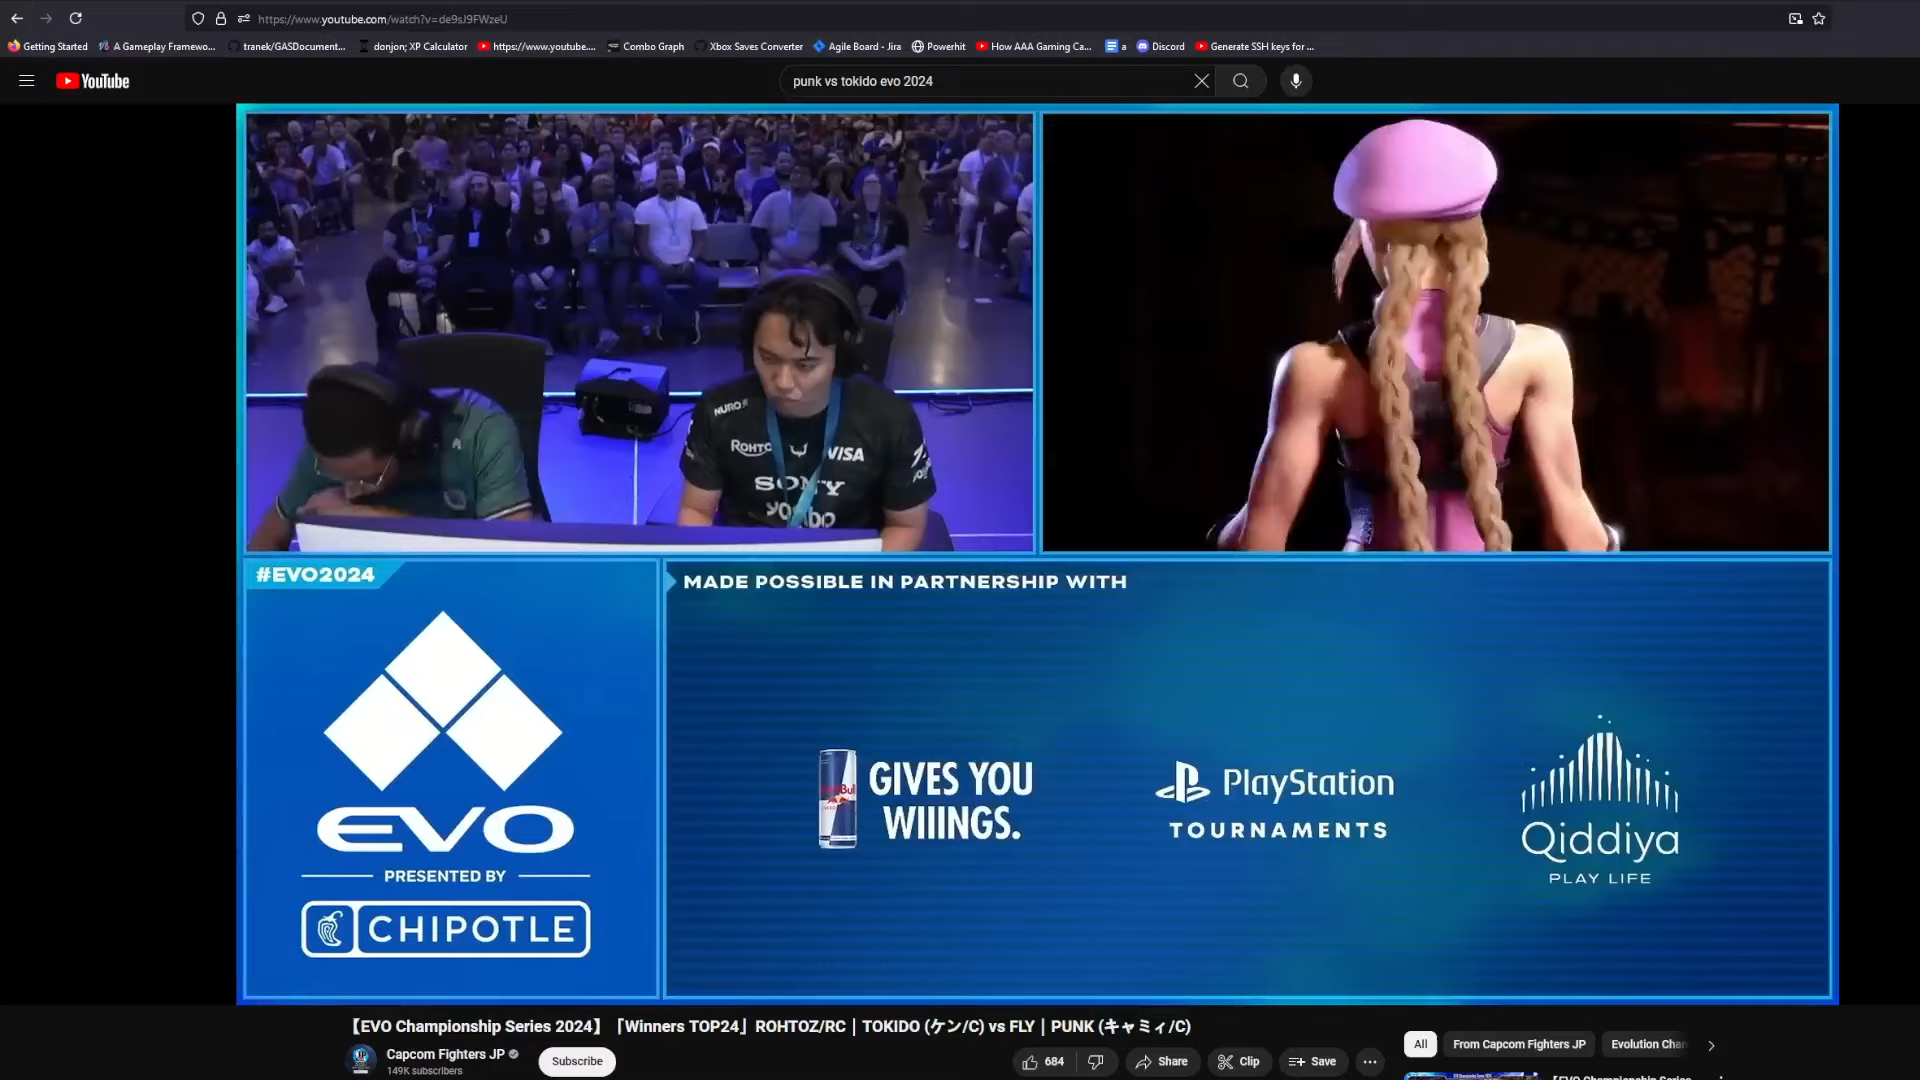 https://www.youtube.com/watch?v=de9sJ9FWzeU
Getting Started
A Gameplay Framewo...
tranek/GASDocument...
donjon; XP Calculator
https://www.youtube....
Combo Graph
Xbox Saves Converter
Agile Board - Jira
Powerhit
How AAA Gaming Ca...
a
Discord
Generate SSH keys for ...
YouTube
punk vs tokido evo 2024
NURO
ROHTO
VISA
SONY
#EVO2024
MADE POSSIBLE IN PARTNERSHIP WITH
EVO
PRESENTED BY
CHIPOTLE
GIVES YOU
WIIINGS.
PlayStation
TOURNAMENTS
Qiddiya
PLAY LIFE
【EVO Championship Series 2024】「Winners TOP24」ROHTOZ/RC｜TOKIDO (ケン/C) vs FLY｜PUNK (キャミィ/C)
Capcom Fighters JP
149K subscribers
Subscribe
684
Share
Clip
Save
All
From Capcom Fighters JP
Evolution Chan